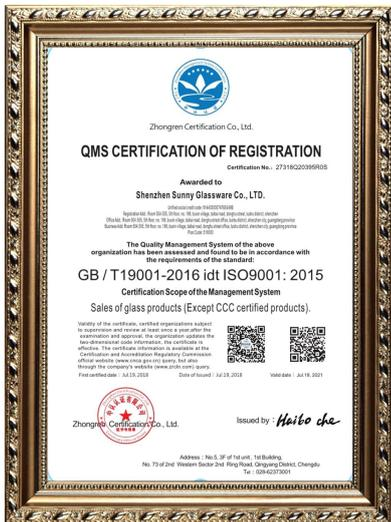 Zhongren Certification Co., Ltd.
QMS CERTIFICATION OF REGISTRATION
Certification No.: 27318Q20395R0S
Awarded to
Shenzhen Sunny Glassware Co., LTD.
The Quality Management System of the above
organization has been assessed and found to be in accordance with
the requirements of the standard:
GB / T19001-2016 idt ISO9001: 2015
Certification Scope of the Management System
Sales of glass products (Except CCC certified products).
Validity of the certificate, certified organizations subject
to supervision and review at least once a year, after the
examination and approval, the organization updates the
two-dimensional code information, the certificate is
effective. The certificate information is available at the
Certification and Accreditation Regulatory Commission
official website (www.cnca.gov.cn) query, but also
through the company's website (www.zrcln.com) query.
First certified date : Jul.19, 2018 Date of Issued : Jul.19, 2018 Valid date : Jul.19, 2021
Zhongren Certification Co., Ltd.
Issued by : Haibo che
Address : No.5, 3F of 1st unit, 1st Building,
No. 73 of 2nd Western Sector 2nd Ring Road, Qingyang District, Chengdu
Tel : 028-62373001